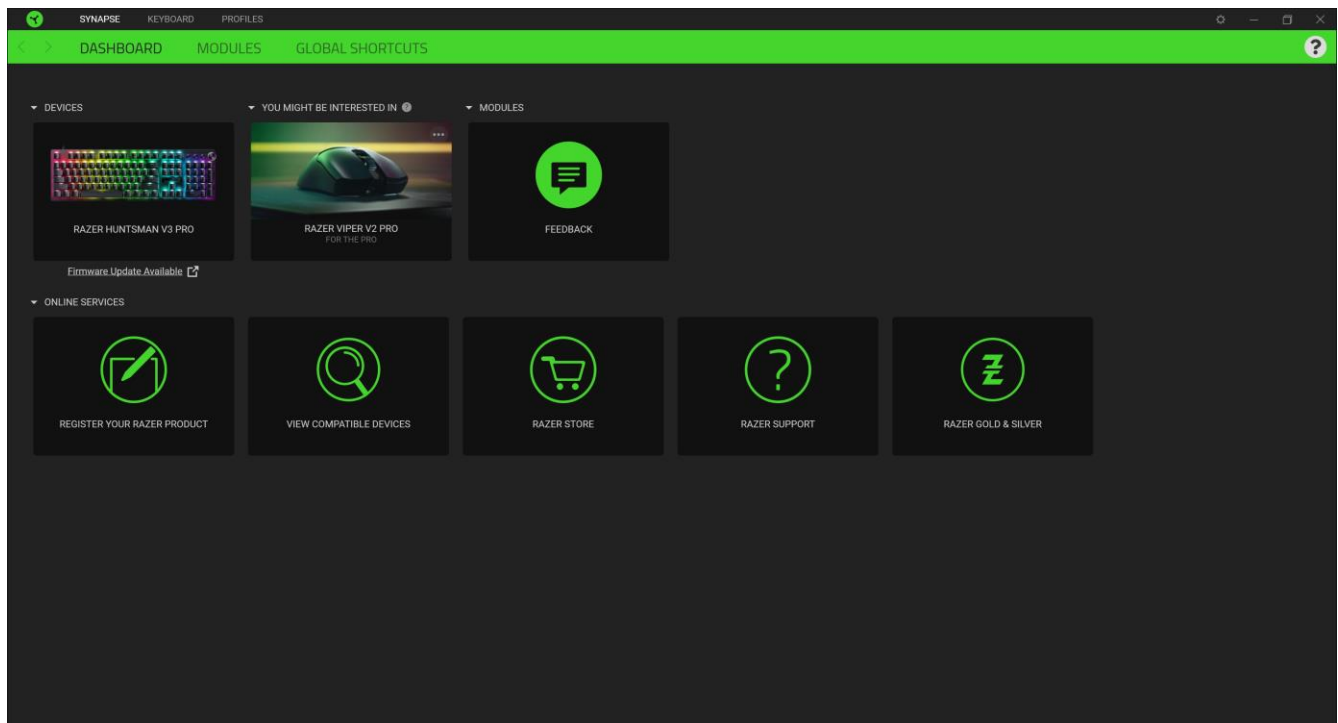 SYNAPSE KEYBOARD PROFILES
DASHBOARD MODULES GLOBAL SHORTCUTS ?
DEVICES
YOU MIGHT BE INTERESTED IN ?
MODULES
RAZER HUNTSMAN V3 PRO
RAZER VIPER V2 PRO
FOR THE PRO
FEEDBACK
Firmware Update Available
ONLINE SERVICES
REGISTER YOUR RAZER PRODUCT
VIEW COMPATIBLE DEVICES
RAZER STORE
RAZER SUPPORT
RAZER GOLD & SILVER